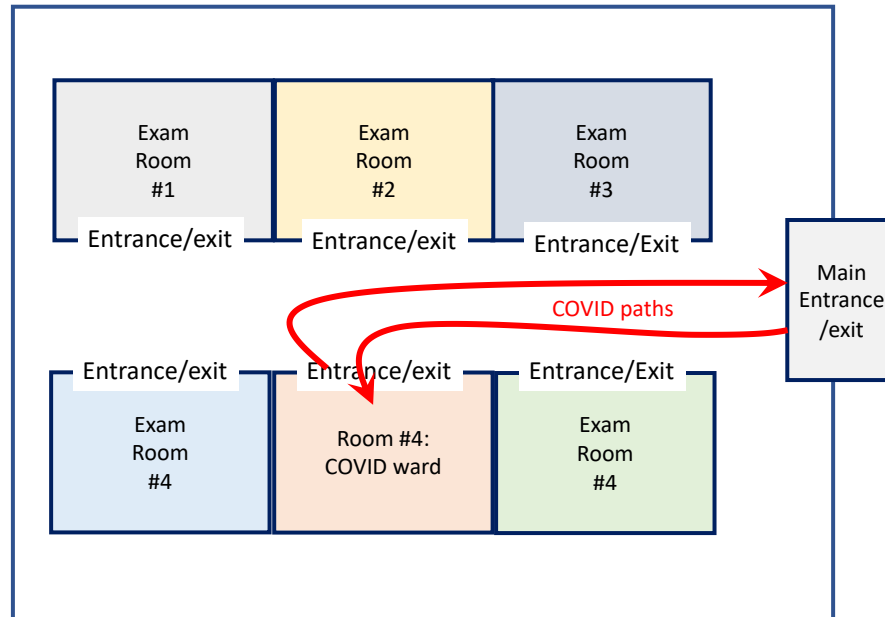 Exam
Room
#1
Exam
Room
#2
Exam
Room
#3
Entrance/exit
Entrance/exit
Entrance/Exit
Main
Entrance
/exit
COVID paths
Entrance/exit
Entrance/exit
Entrance/Exit
Exam
Room
#4
Room #4:
COVID ward
Exam
Room
#4